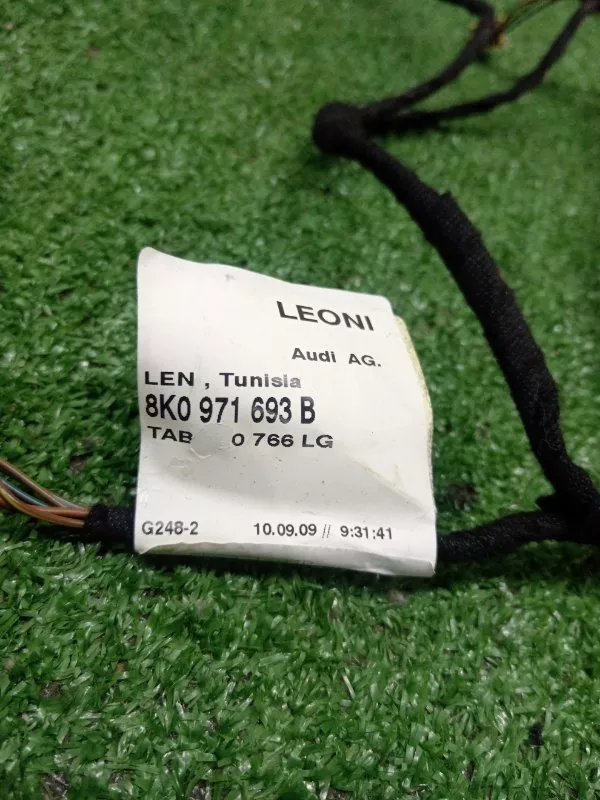 LEONI
Audi AG.
LEN , Tunisia
8K0 971 693 B
TAB 0 766 LG
G248-2 10.09.09 // 9:31:41